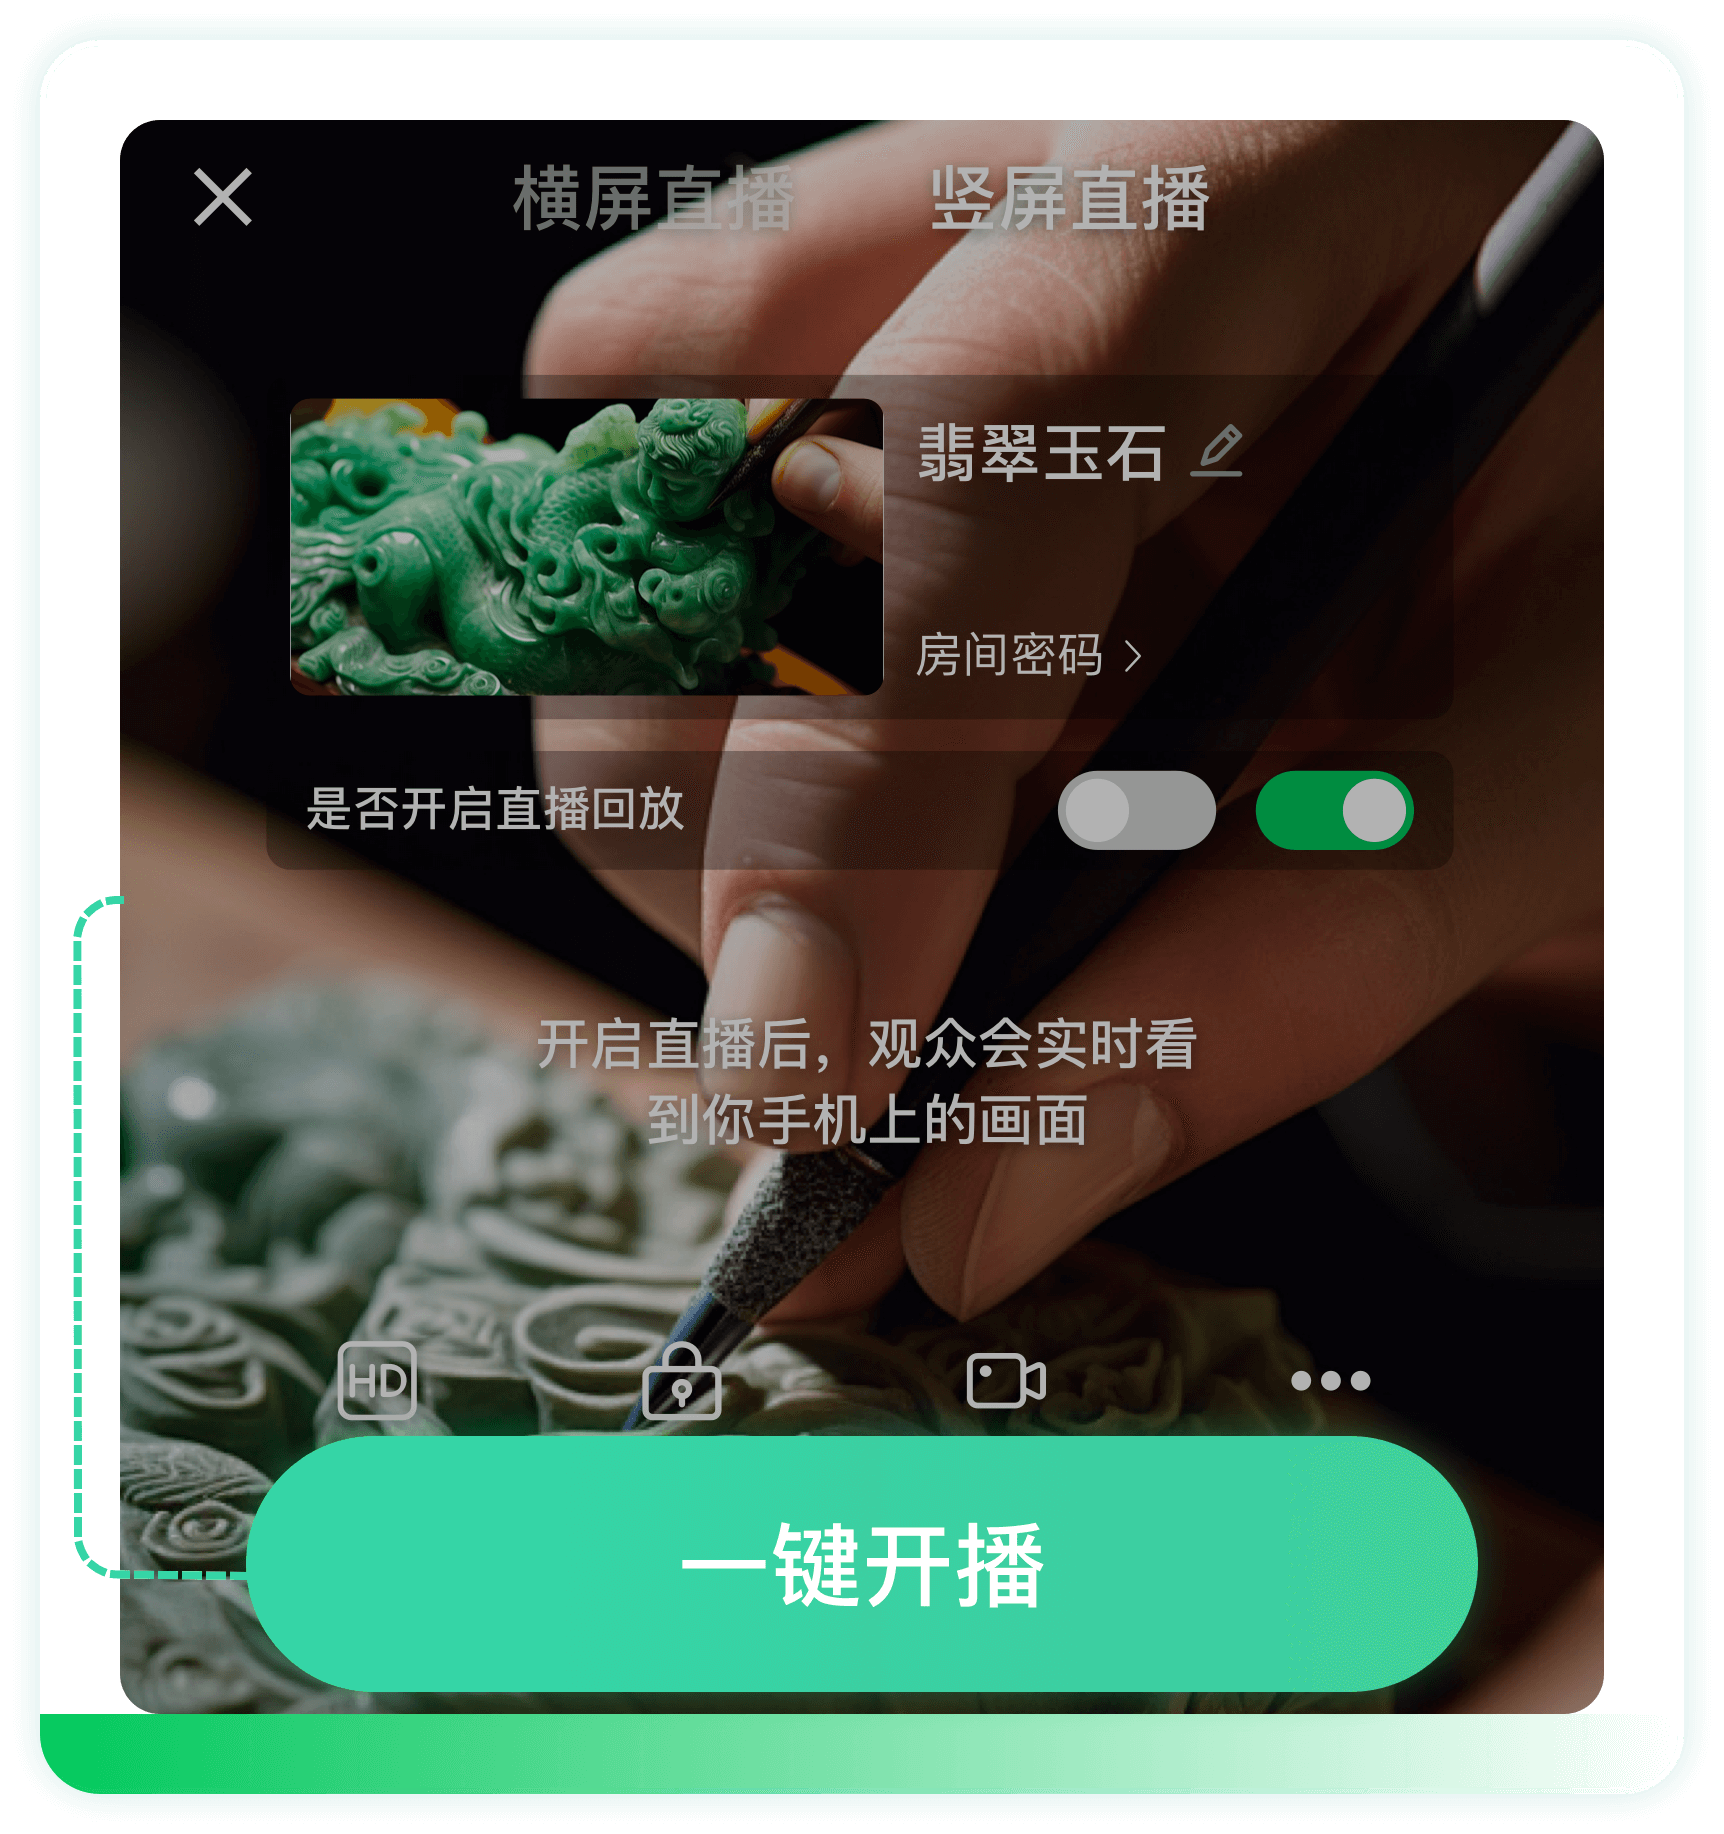 横屏直播 竖屏直播
翡翠玉石
房间密码
是否开启直播回放
开启直播后，观众会实时看
到你手机上的画面
HD
一键开播